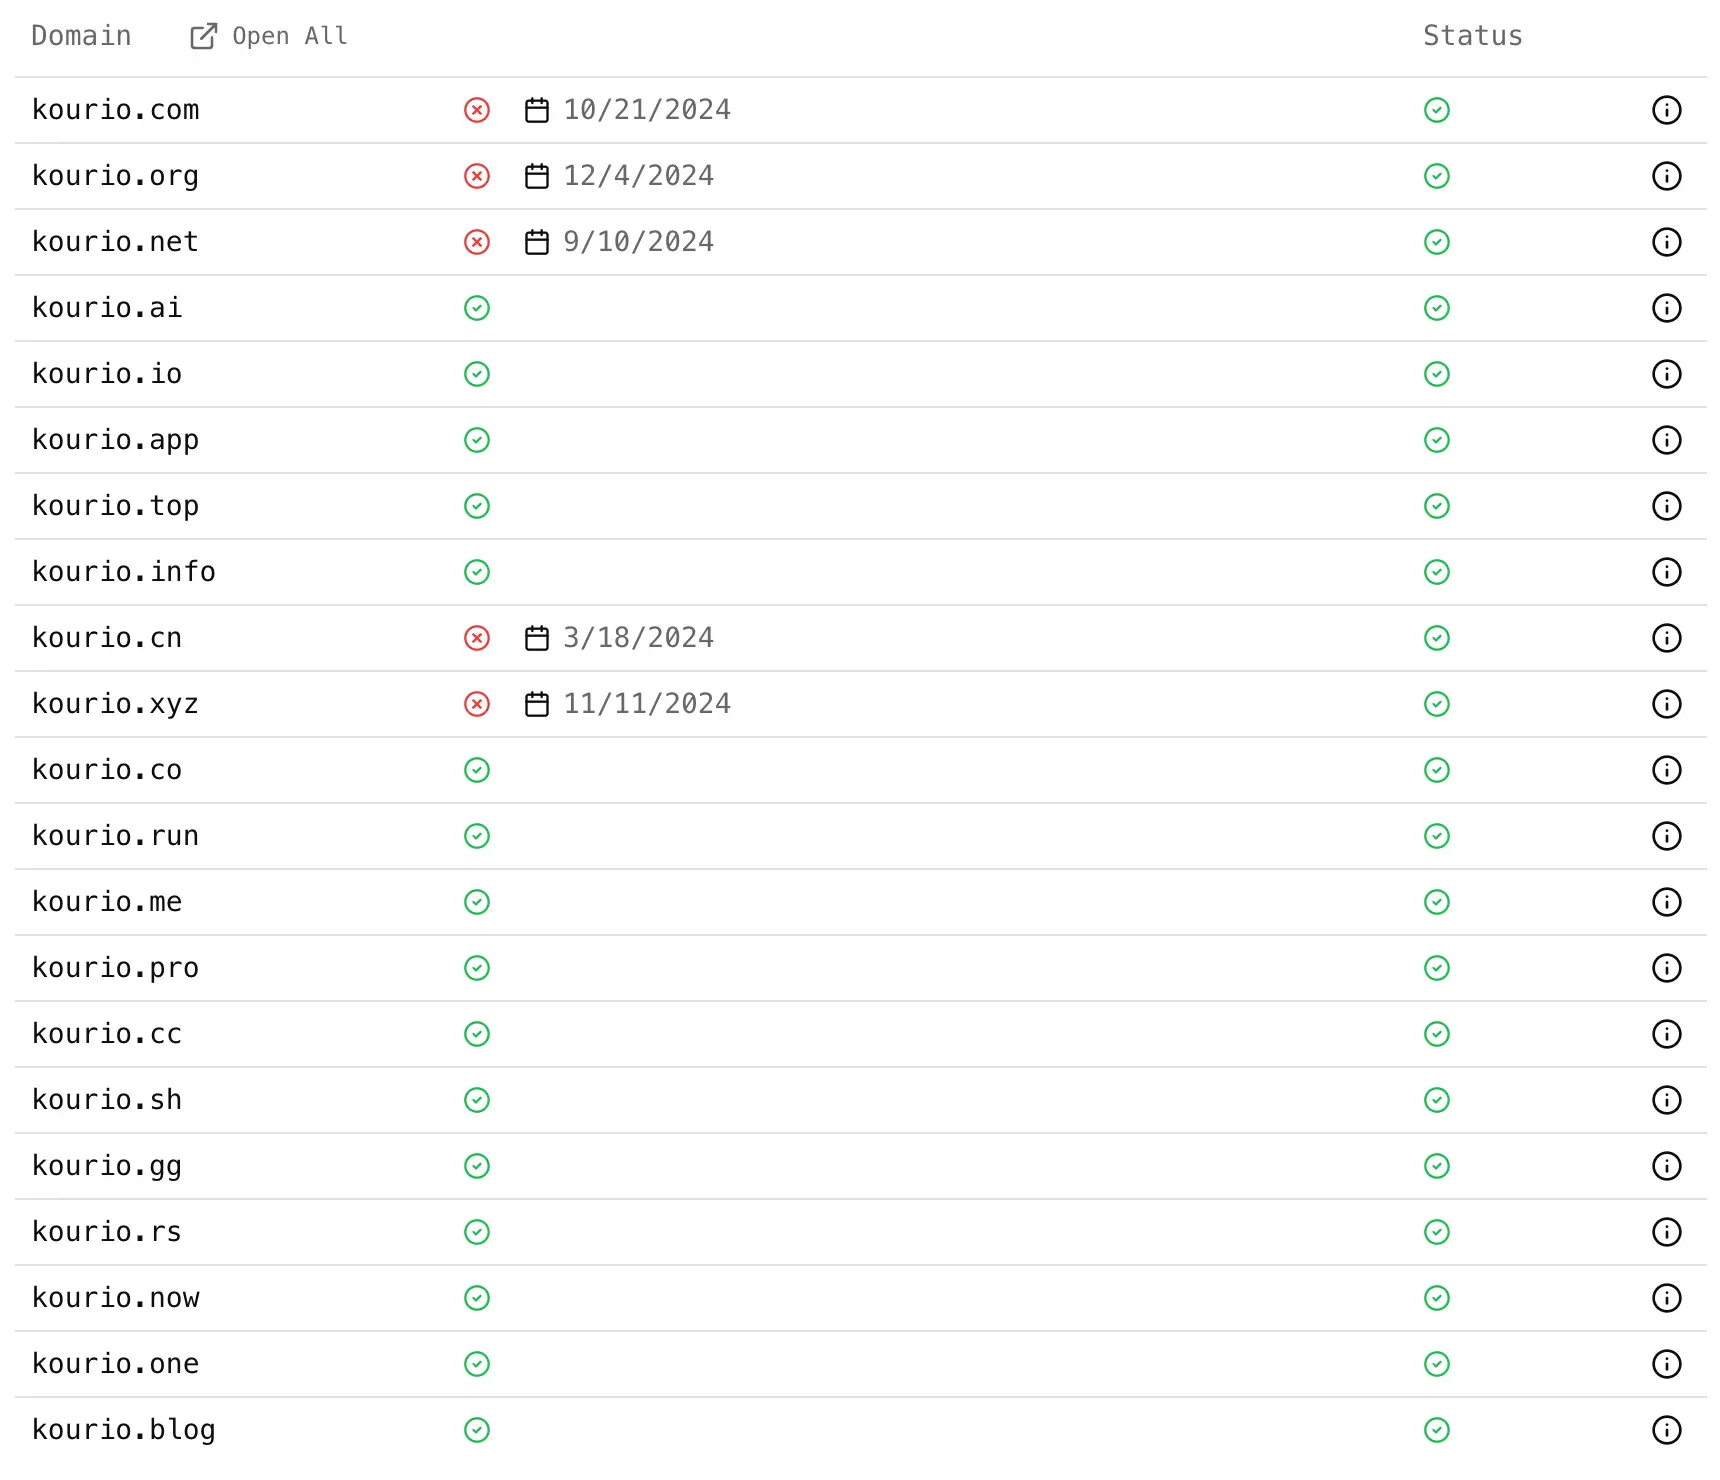 Domain Open All Status
kourio.com 10/21/2024
kourio.org 12/4/2024
kourio.net 9/10/2024
kourio.ai
kourio.io
kourio.app
kourio.top
kourio.info
kourio.cn 3/18/2024
kourio.xyz 11/11/2024
kourio.co
kourio.run
kourio.me
kourio.pro
kourio.cc
kourio.sh
kourio.gg
kourio.rs
kourio.now
kourio.one
kourio.blog